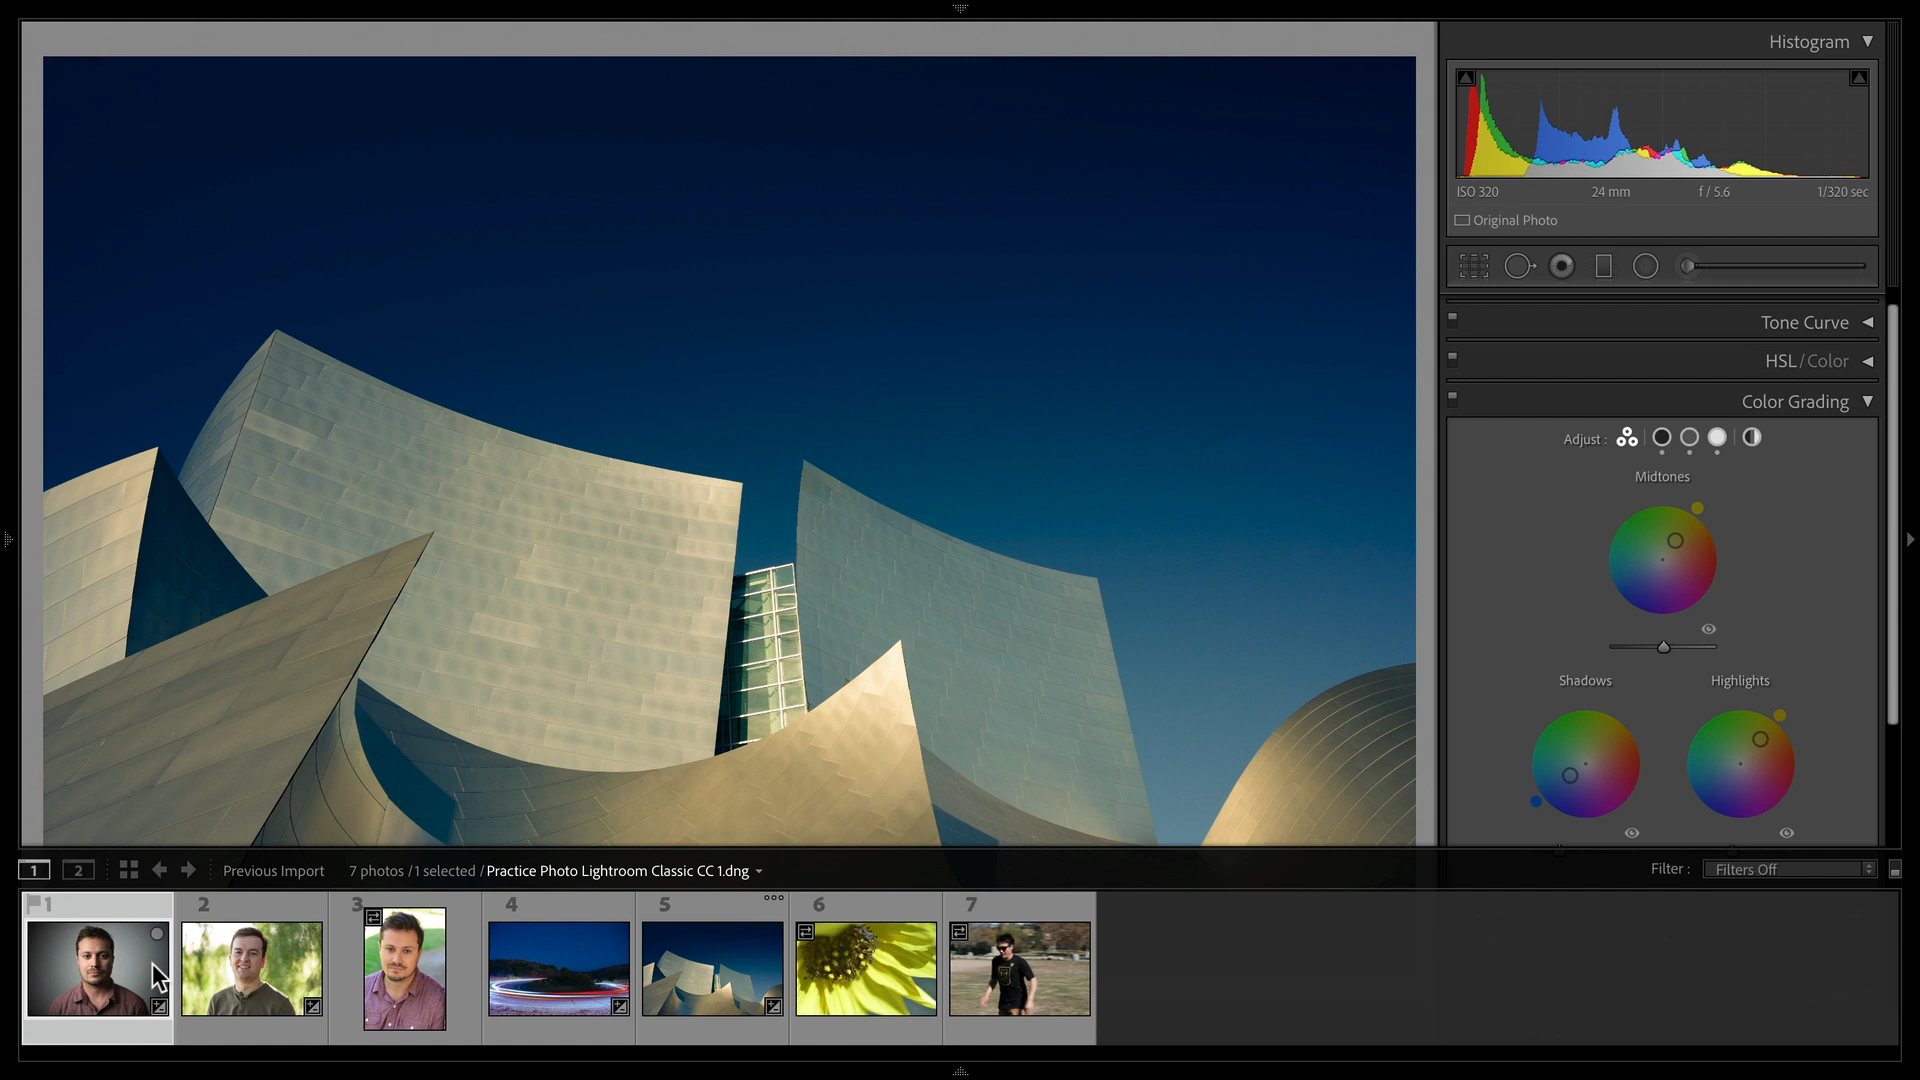 Histogram
ISO 320 24 mm f / 5.6 1/320 sec
Original Photo
Tone Curve
HSL / Color
Color Grading
Adjust :
Midtones
Shadows Highlights
1 2 Previous Import 7 photos / 1 selected / Practice Photo Lightroom Classic CC 1.dng Filter : Filters Off
1 2 3 4 5 6 7